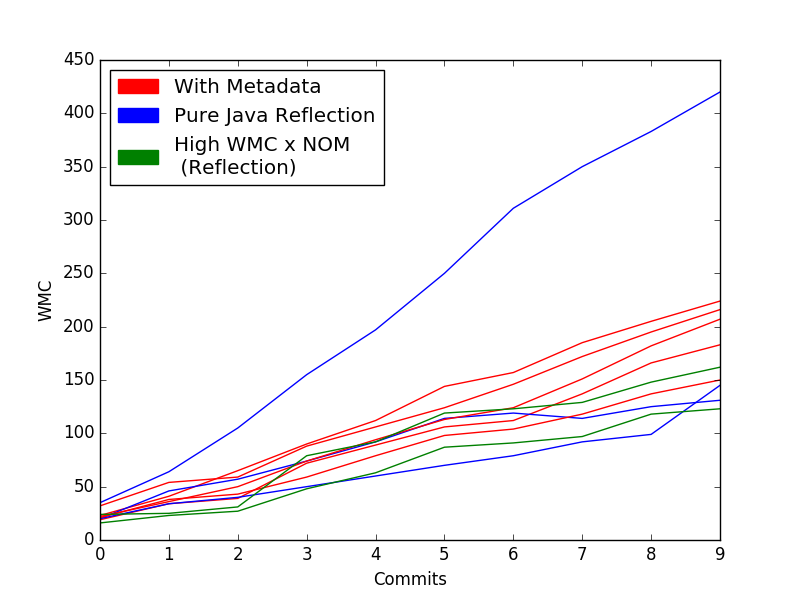 450
400
350
300
250
200
150
100
50
0
WMC
With Metadata
Pure Java Reflection
High WMC x NOM
(Reflection)
0 1 2 3 4 5 6 7 8 9
Commits